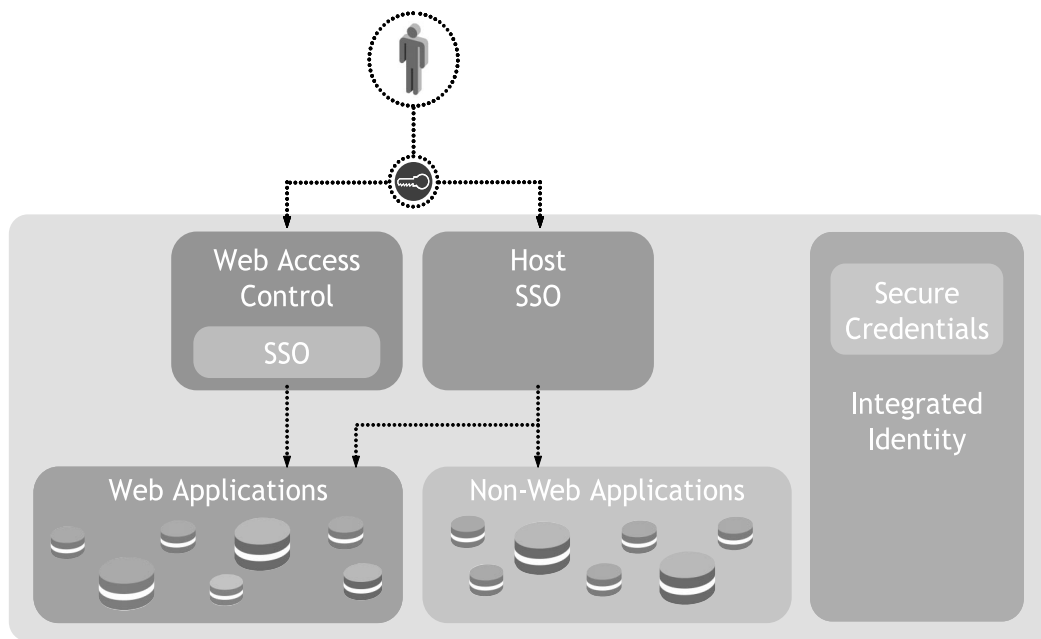 Web Access
Control
SSO
Host
SSO
Secure
Credentials
Integrated
Identity
Web Applications
Non-Web Applications